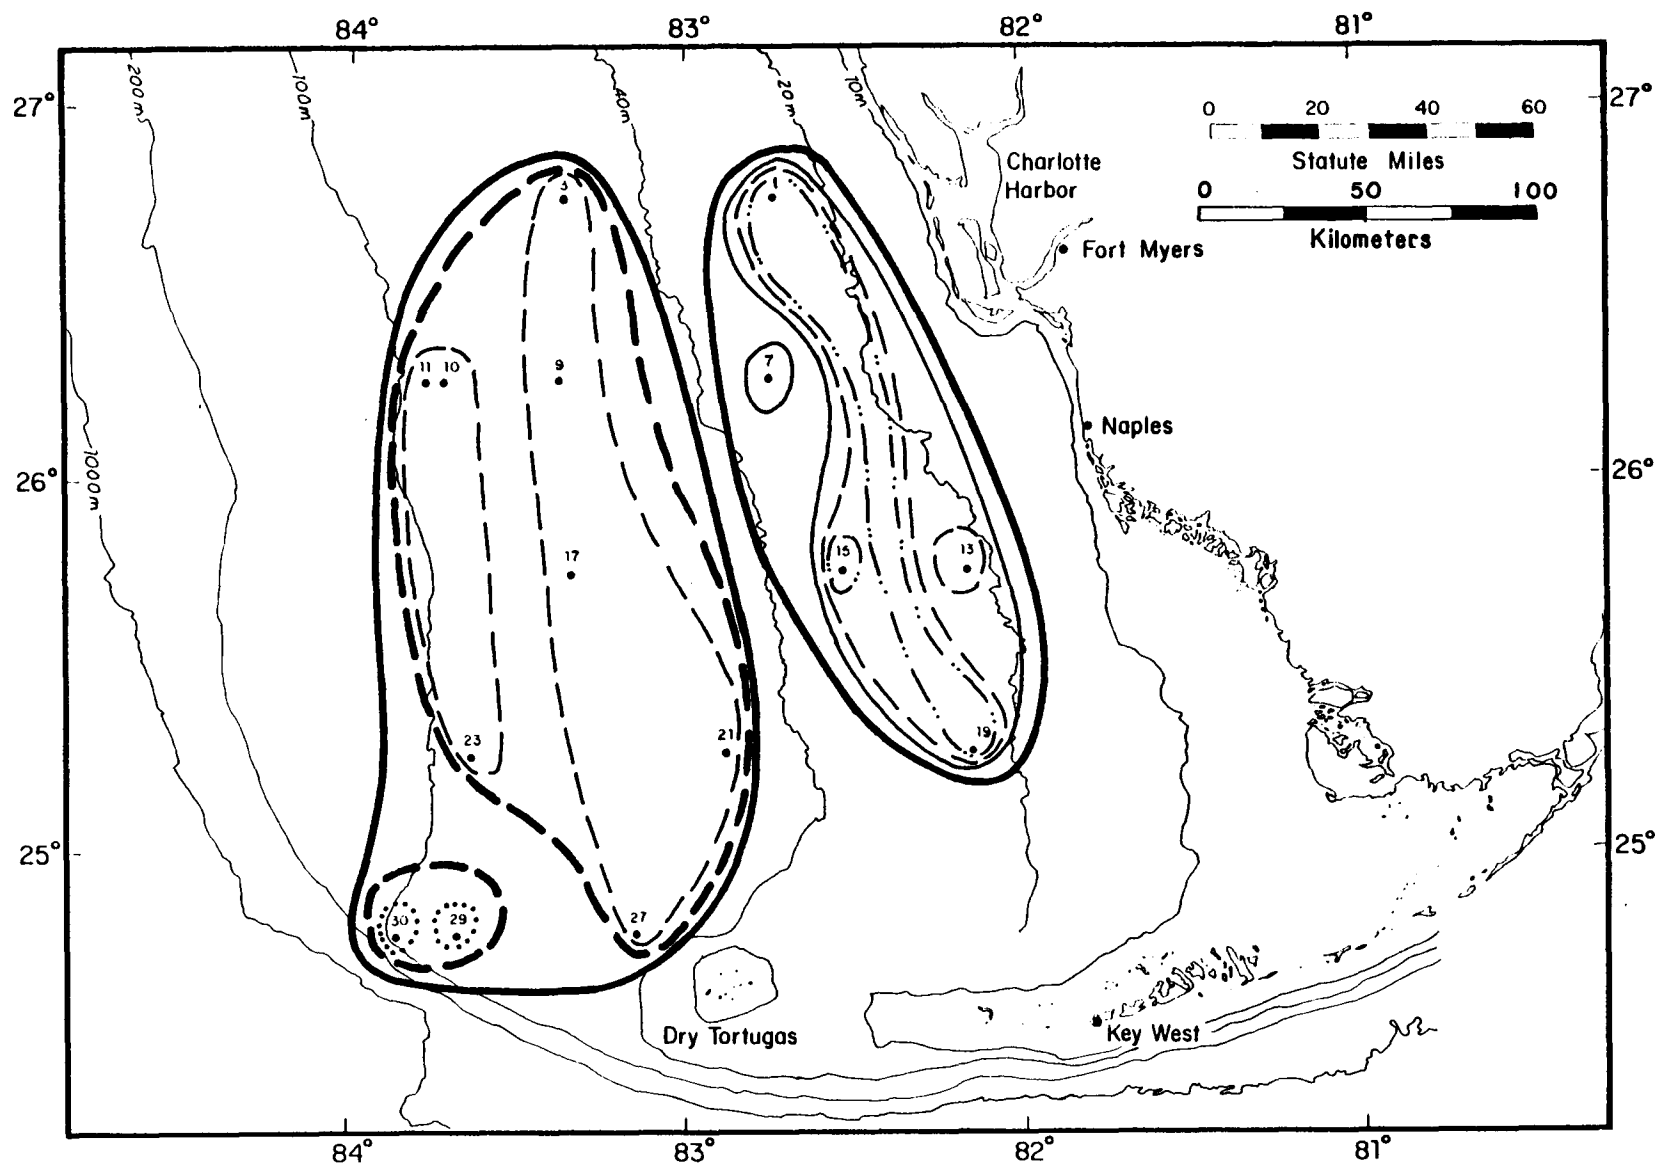 84° 83° 82° 81°
200m 100m 40m 20m 10m
27° 27°
0 20 40 60
Statute Miles
0 50 100
Kilometers
Charlotte
Harbor
Fort Myers
3 1
11 10 9 7
Naples
26° 26°
1000m
17 15 13
23 21 19
25° 25°
30 29 27
Dry Tortugas
Key West
84° 83° 82° 81°